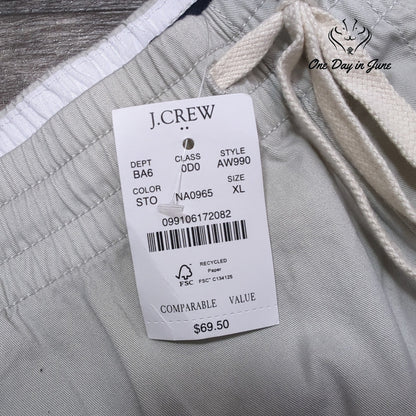 One Day in June
J.CREW
DEPT CLASS STYLE
BA6 0D0 AW990
COLOR SIZE
STO NA0965 XL
099106172082
RECYCLED
Paper
FSC
FSC® C134125
COMPARABLE VALUE
$69.50